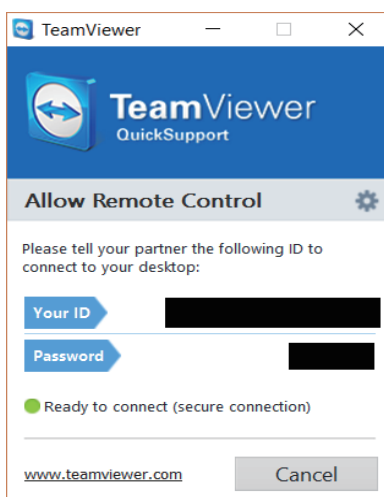 TeamViewer
TeamViewer
QuickSupport
Allow Remote Control
Please tell your partner the following ID to
connect to your desktop:
Your ID
Password
Ready to connect (secure connection)
www.teamviewer.com Cancel